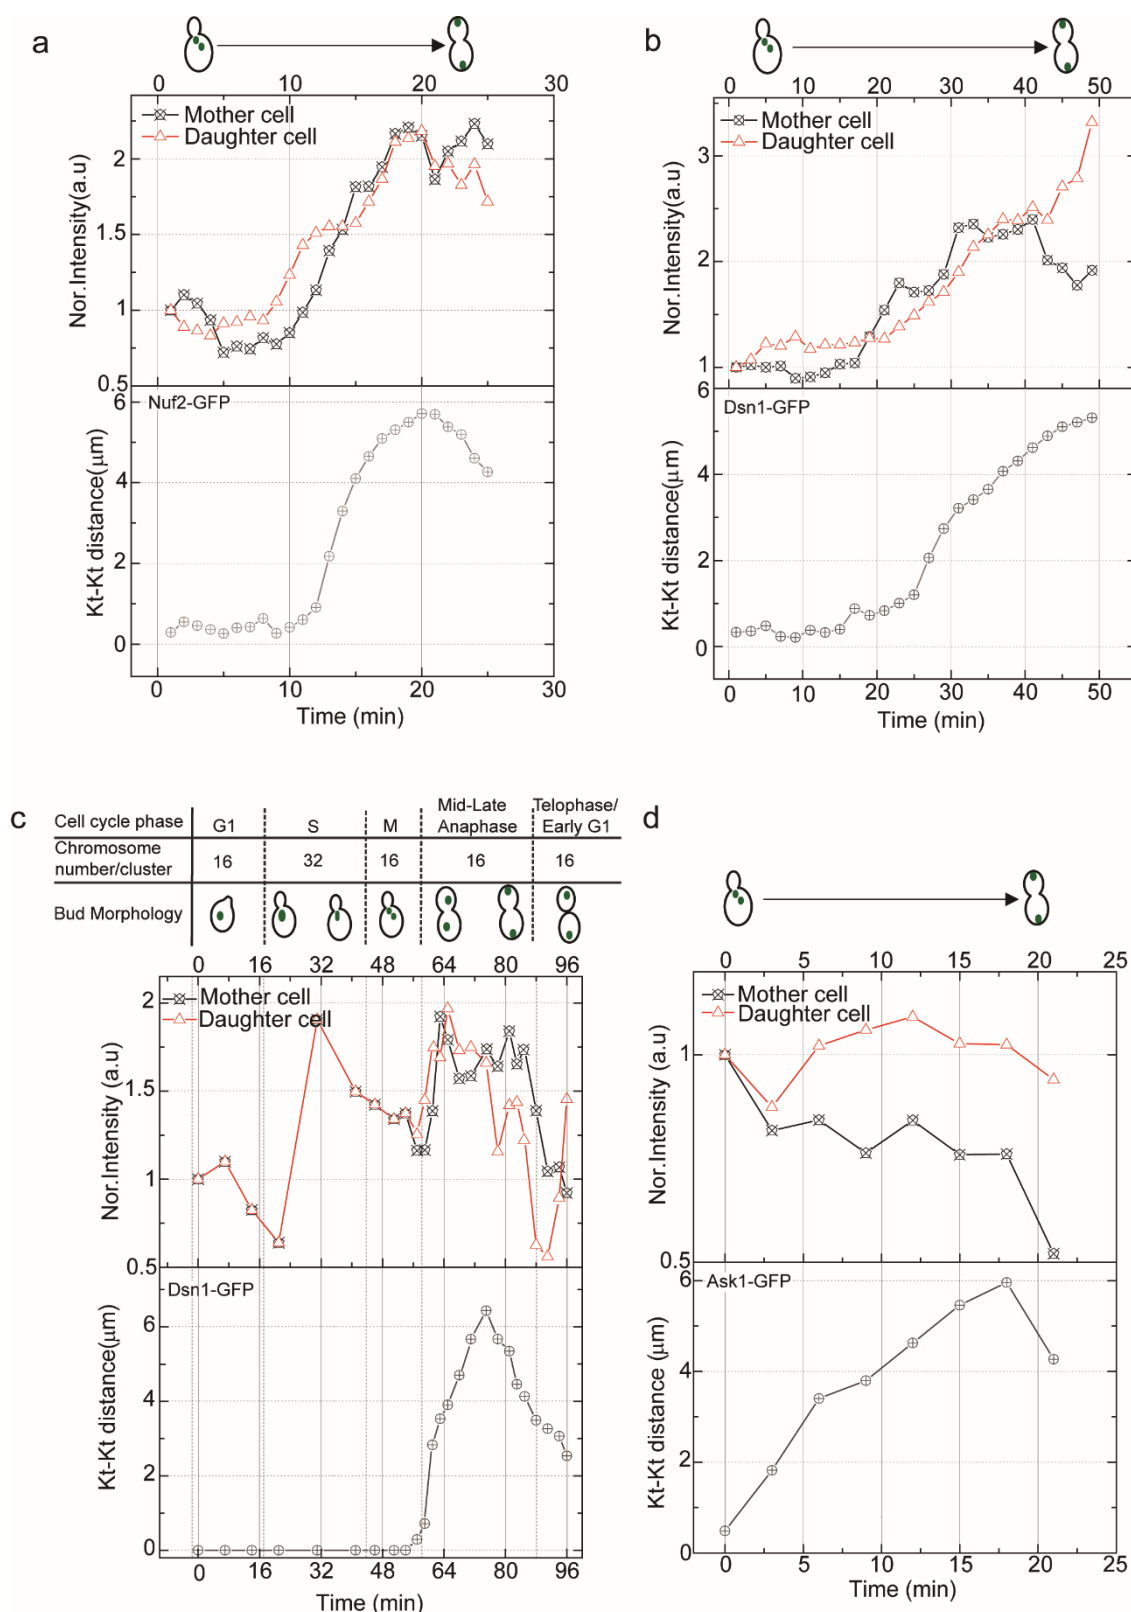 a
0 10 20 30
Mother cell
Daughter cell
2
1.5
1
0.5
Nor.Intensity(a.u)
Nuf2-GFP
6
4
2
0
Kt-Kt distance(μm)
0 10 20 30
Time (min)
b
0 10 20 30 40 50
Mother cell
Daughter cell
3
2
1
Nor.Intensity(a.u)
Dsn1-GFP
6
4
2
0
Kt-Kt distance(μm)
0 10 20 30 40 50
Time (min)
c
Cell cycle phase G1 S M Mid-Late Anaphase Telophase/ Early G1
Chromosome number/cluster 16 32 16 16 16
Bud Morphology
0 16 32 48 64 80 96
Mother cell
Daughter cell
2
1.5
1
0.5
Nor.Intensity (a.u)
Dsn1-GFP
6
4
2
0
Kt-Kt distance(μm)
0 16 32 48 64 80 96
Time (min)
d
0 5 10 15 20 25
Mother cell
Daughter cell
1
0.5
Nor.Intensity (a.u)
Ask1-GFP
6
4
2
0
Kt-Kt distance (μm)
0 5 10 15 20 25
Time (min)